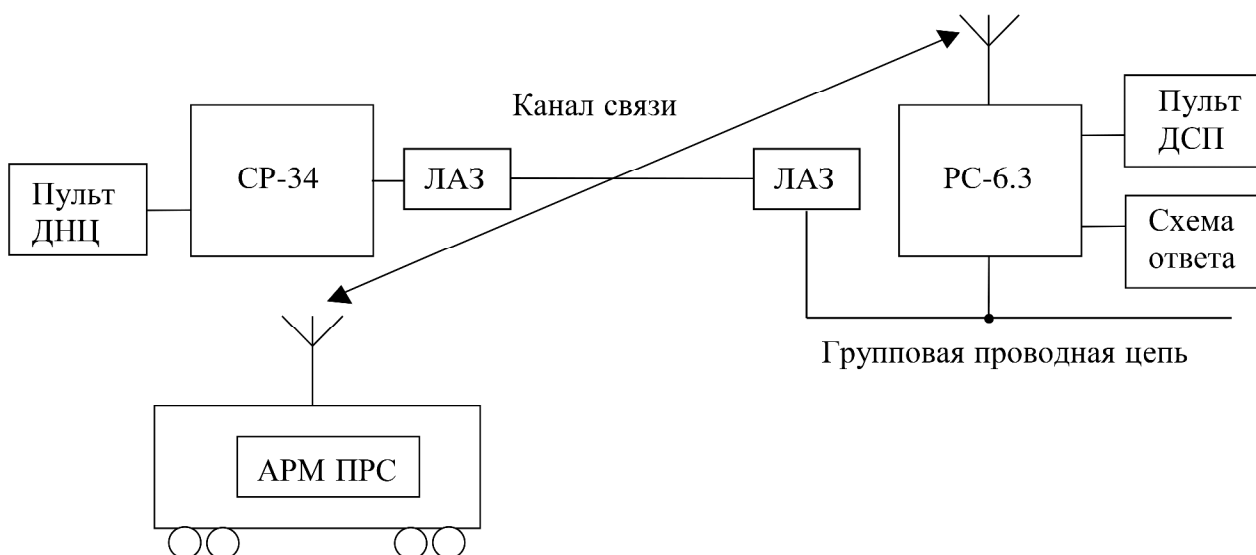 Канал связи
Пульт
ДСП
СР-34
ЛАЗ
ЛАЗ
РС-6.3
Пульт
ДНЦ
Схема
ответа
Групповая проводная цепь
АРМ ПРС